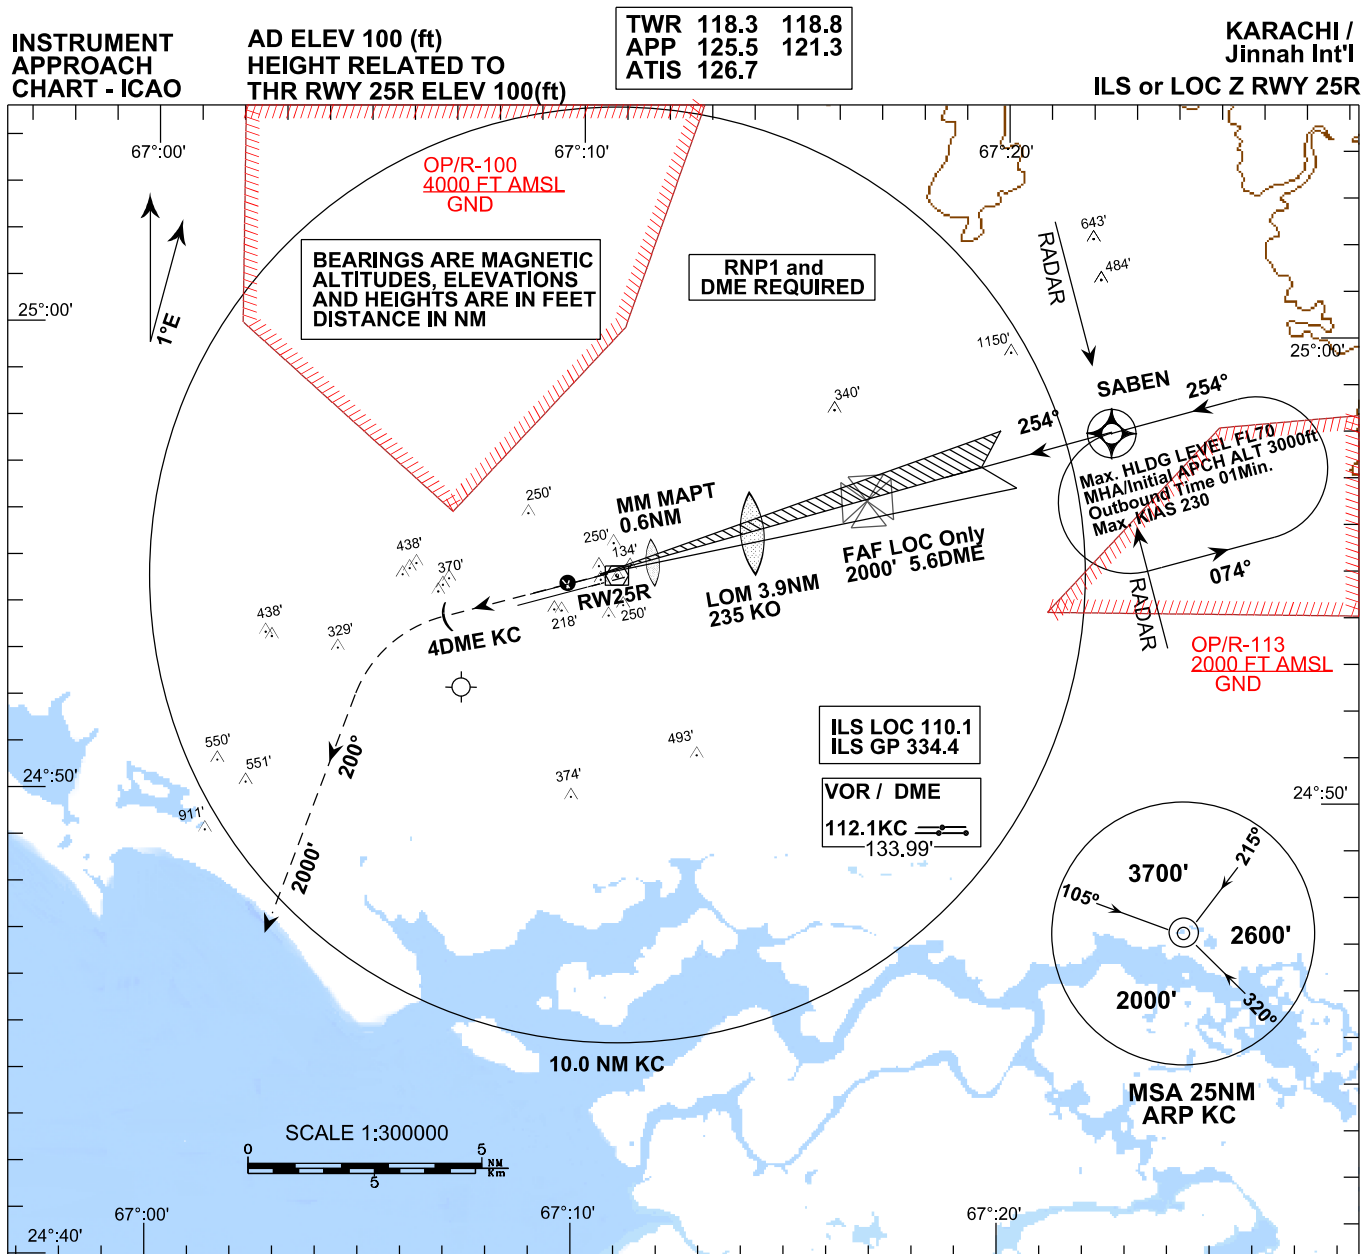 INSTRUMENT
APPROACH
CHART - ICAO
AD ELEV 100 (ft)
HEIGHT RELATED TO
THR RWY 25R ELEV 100(ft)
TWR 118.3 118.8
APP 125.5 121.3
ATIS 126.7
KARACHI /
Jinnah Int'l
ILS or LOC Z RWY 25R
67°:00'
67°:10'
67°:20'
OP/R-100
4000 FT AMSL
GND
BEARINGS ARE MAGNETIC
ALTITUDES, ELEVATIONS
AND HEIGHTS ARE IN FEET
DISTANCE IN NM
RNP1 and
DME REQUIRED
1°E
25°:00'
25°:00'
643'
484'
RADAR
1150'
340'
SABEN
254°
254°
Max. HLDG LEVEL FL70
MHA/Initial APCH ALT 3000ft
Outbound Time 01Min.
Max. KIAS 230
074°
RADAR
OP/R-113
2000 FT AMSL
GND
250'
MM MAPT
0.6NM
250'
134'
438'
370'
FAF LOC Only
2000' 5.6DME
LOM 3.9NM
235 KO
RW25R
218'
250'
438'
329'
4DME KC
200°
2000'
550'
551'
911'
493'
374'
ILS LOC 110.1
ILS GP 334.4
VOR / DME
112.1KC
133.99'
24°:50'
24°:50'
3700'
215°
105°
2600'
2000'
320°
MSA 25NM
ARP KC
10.0 NM KC
SCALE 1:300000
0 5
NM
Km
5
67°:00'
67°:10'
67°:20'
24°:40'